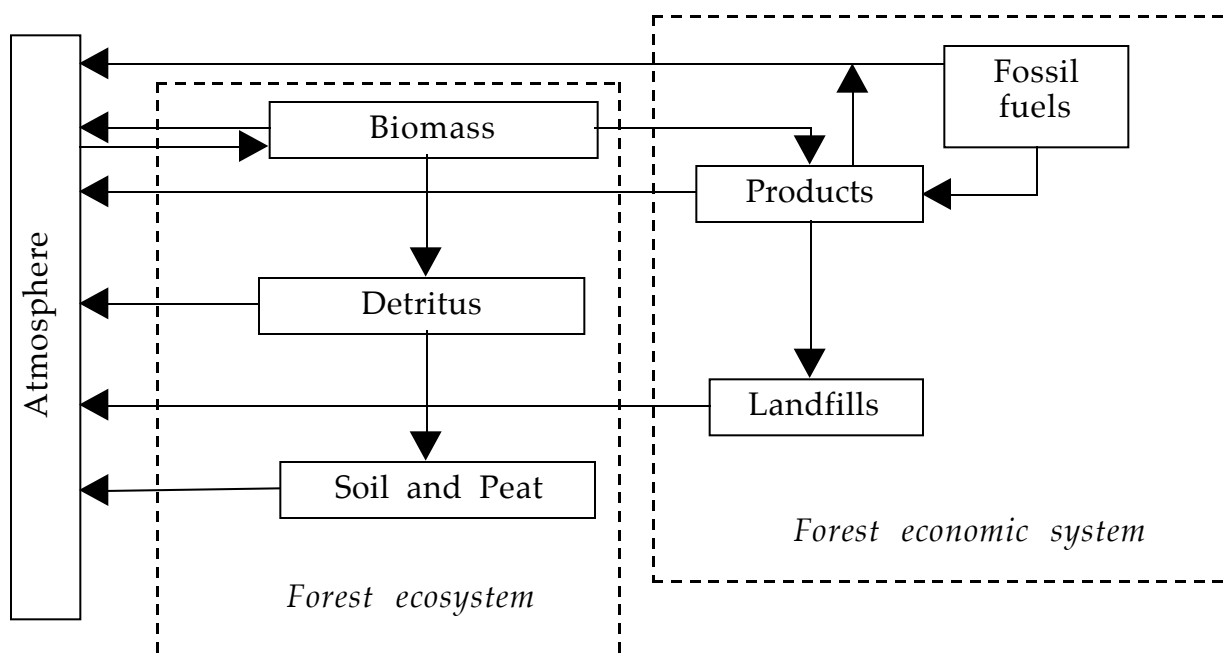 Fossil
fuels
Biomass
Products
Atmosphere
Detritus
Landfills
Soil and Peat
Forest economic system
Forest ecosystem